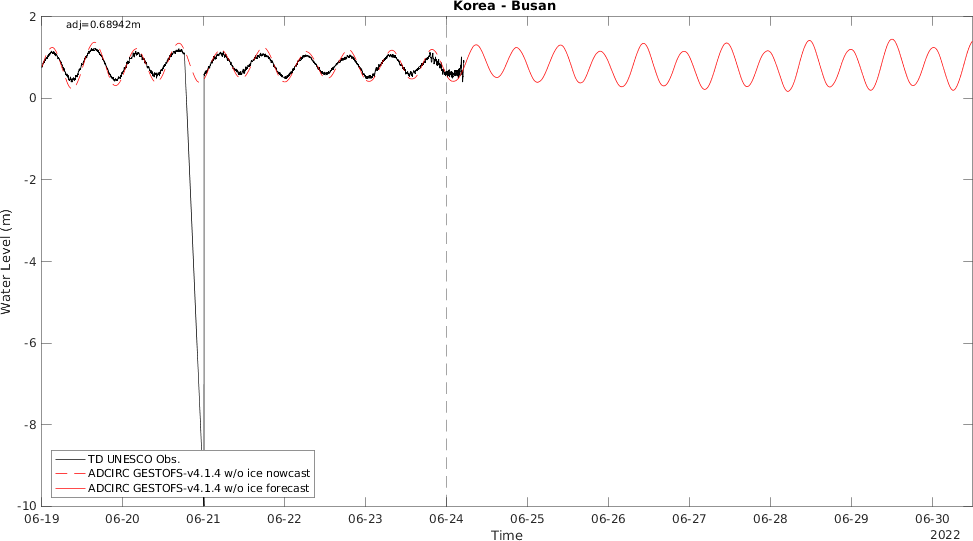 Korea - Busan
adj=0.68942m
2
0
-2
-4
-6
-8
-10
Water Level (m)
TD UNESCO Obs.
ADCIRC GESTOFS-v4.1.4 w/o ice nowcast
ADCIRC GESTOFS-v4.1.4 w/o ice forecast
06-19 06-20 06-21 06-22 06-23 06-24 06-25 06-26 06-27 06-28 06-29 06-30
Time
2022